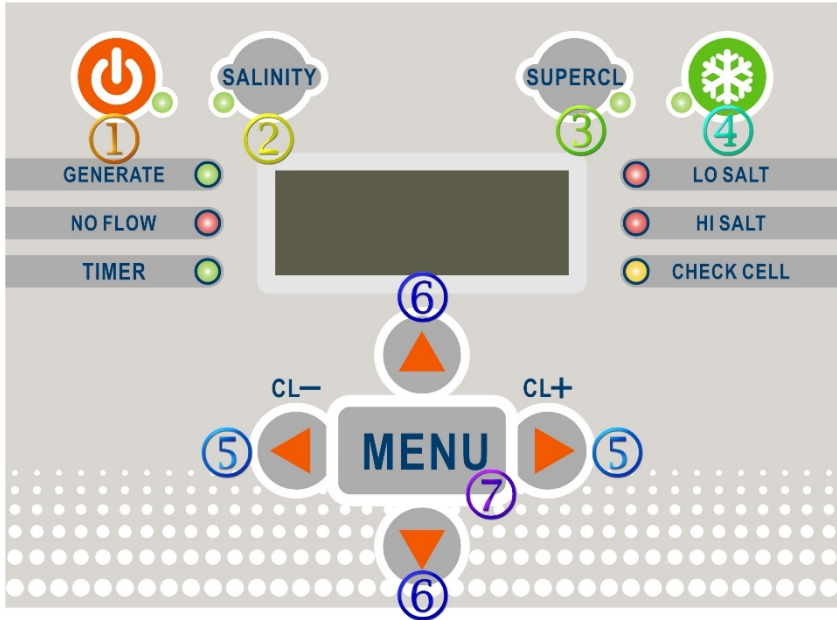 SALINITY
SUPERCL
① ② ③ ④
GENERATE
LO SALT
NO FLOW
HI SALT
TIMER
CHECK CELL
⑥
CL— CL+
⑤ MENU ⑤
⑦
⑥